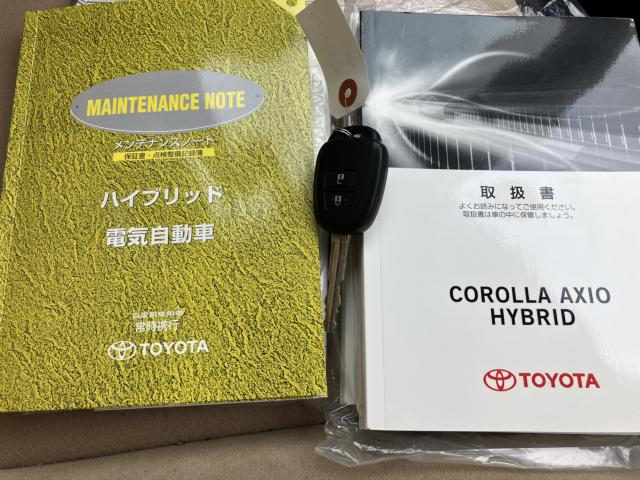 MAINTENANCE NOTE
メンテナンスノート
保証書・点検整備記録簿
ハイブリッド
電気自動車
自家用乗用車
常時携行
TOYOTA
取扱書
よくお読みになってご使用ください。
取扱書は車の中に保管しましょう。
COROLLA AXIO
HYBRID
TOYOTA